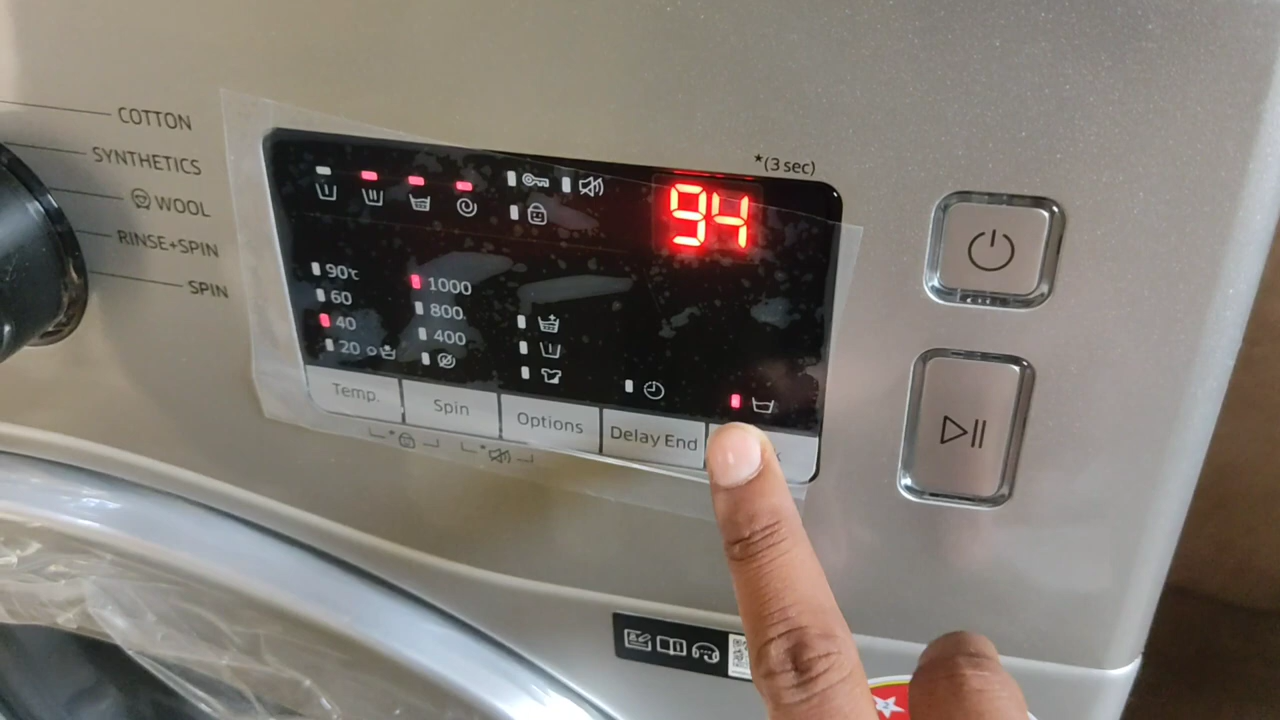 COTTON
SYNTHETICS
WOOL
RINSE+SPIN
SPIN
*(3 sec)
94
90℃
60
40
20
1000
800
400
Temp.
Spin
Options
Delay End